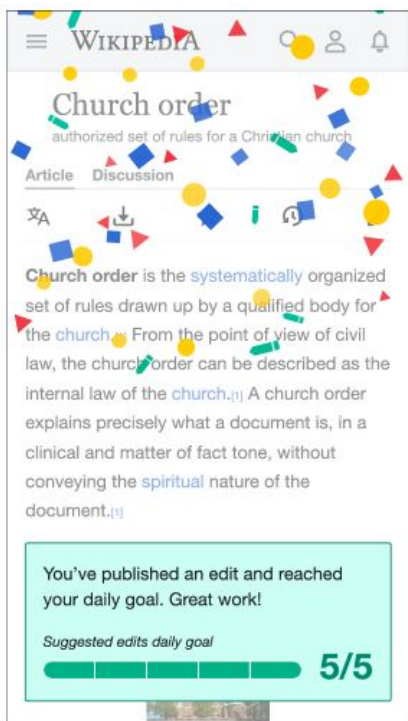 WIKIPEDIA
Church order
authorized set of rules for a Christian church
Article Discussion
Church order is the systematically organized
set of rules drawn up by a qualified body for
the church. From the point of view of civil
law, the church order can be described as the
internal law of the church.[1] A church order
explains precisely what a document is, in a
clinical and matter of fact tone, without
conveying the spiritual nature of the
document.[1]
You've published an edit and reached
your daily goal. Great work!
Suggested edits daily goal
5/5